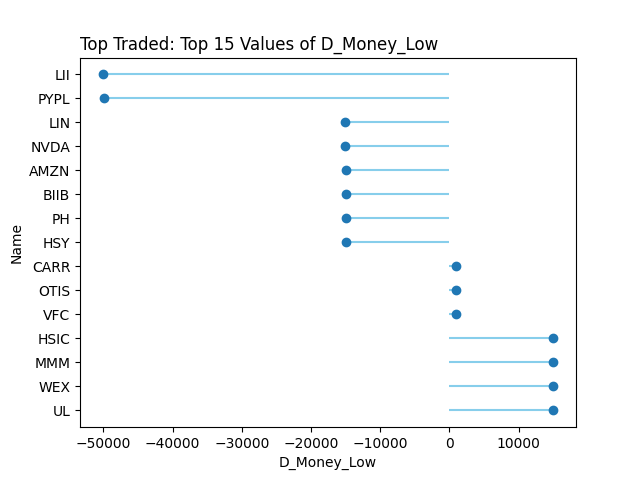 Top Traded: Top 15 Values of D_Money_Low
LII
PYPL
LIN
NVDA
AMZN
BIIB
PH
HSY
CARR
OTIS
VFC
HSIC
MMM
WEX
UL
Name
−50000 −40000 −30000 −20000 −10000 0 10000
D_Money_Low